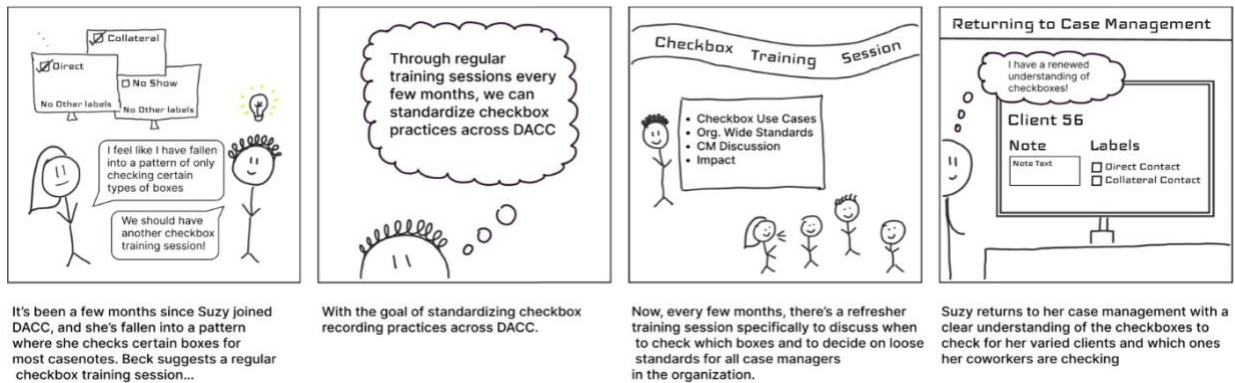 Collateral
Direct
No Show
No Other labels
No Other labels
I feel like I have fallen
into a pattern of only
checking certain
types of boxes
We should have
another checkbox
training session!
It's been a few months since Suzy joined
DACC, and she's fallen into a pattern
where she checks certain boxes for
most casenotes. Beck suggests a regular
checkbox training session...
Through regular
training sessions every
few months, we can
standardize checkbox
practices across DACC
With the goal of standardizing checkbox
recording practices across DACC.
Checkbox Training Session
• Checkbox Use Cases
• Org. Wide Standards
• CM Discussion
• Impact
Now, every few months, there's a refresher
training session specifically to discuss when
to check which boxes and to decide on loose
standards for all case managers
in the organization.
Returning to Case Management
I have a renewed
understanding of
checkboxes!
Client 56
Note
Note Text
Labels
Direct Contact
Collateral Contact
Suzy returns to her case management with a
clear understanding of the checkboxes to
check for her varied clients and which ones
her coworkers are checking